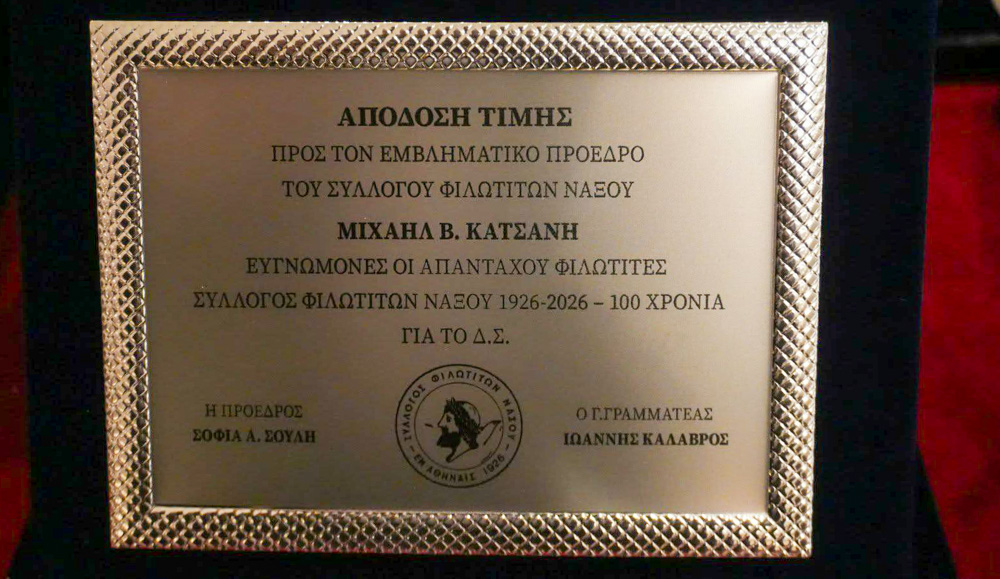 ΑΠΟΔΟΣΗ ΤΙΜΗΣ
ΠΡΟΣ ΤΟΝ ΕΜΒΛΗΜΑΤΙΚΟ ΠΡΟΕΔΡΟ
ΤΟΥ ΣΥΛΛΟΓΟΥ ΦΙΛΩΤΙΤΩΝ ΝΑΞΟΥ
ΜΙΧΑΗΛ Β. ΚΑΤΣΑΝΗ
ΕΥΓΝΩΜΟΝΕΣ ΟΙ ΑΠΑΝΤΑΧΟΥ ΦΙΛΩΤΙΤΕΣ
ΣΥΛΛΟΓΟΣ ΦΙΛΩΤΙΤΩΝ ΝΑΞΟΥ 1926-2026 – 100 ΧΡΟΝΙΑ
ΓΙΑ ΤΟ Δ.Σ.
Η ΠΡΟΕΔΡΟΣ
ΣΟΦΙΑ Α. ΣΟΥΛΗ
ΣΥΛΛΟΓΟΣ ΦΙΛΩΤΙΤΩΝ ΝΑΞΟΥ
ΕΝ ΑΘΗΝΑΙΣ 1926
Ο Γ.ΓΡΑΜΜΑΤΕΑΣ
ΙΩΑΝΝΗΣ ΚΑΛΑΒΡΟΣ